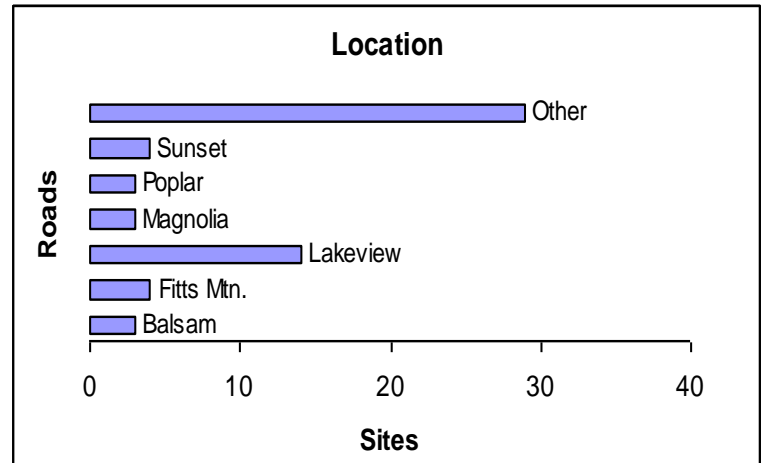 Location
Other
Sunset
Poplar
Magnolia
Lakeview
Fitts Mtn.
Balsam
Roads
0 10 20 30 40
Sites